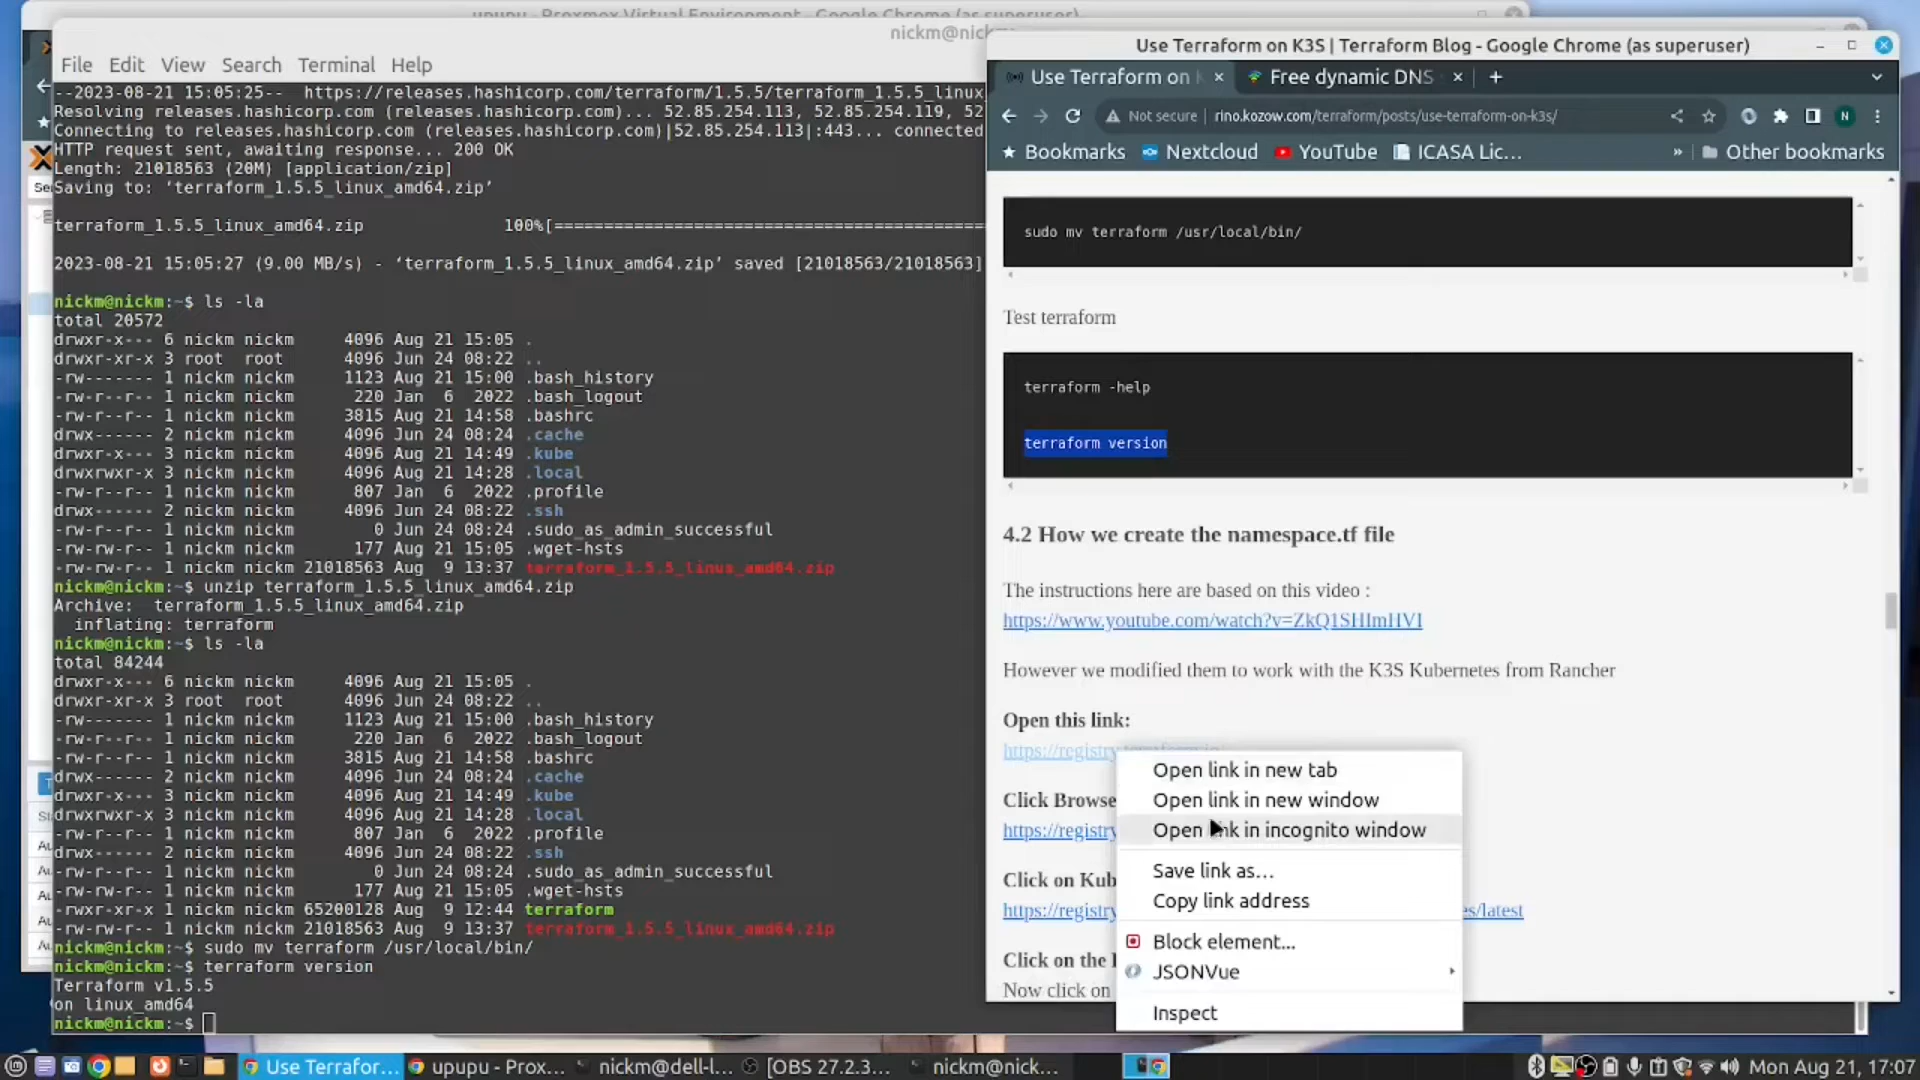 upupu - Proxmox Virtual Environment - Google Chrome (as superuser)
nickm@nick
File Edit View Search Terminal Help
--2023-08-21 15:05:25-- https://releases.hashicorp.com/terraform/1.5.5/terraform_1.5.5_linux
Resolving releases.hashicorp.com (releases.hashicorp.com)... 52.85.254.113, 52.85.254.119, 52
Connecting to releases.hashicorp.com (releases.hashicorp.com)|52.85.254.113|:443... connected
HTTP request sent, awaiting response... 200 OK
Length: 21018563 (20M) [application/zip]
Saving to: ‘terraform_1.5.5_linux_amd64.zip’
terraform_1.5.5_linux_amd64.zip 100%[============================================
2023-08-21 15:05:27 (9.00 MB/s) - ‘terraform_1.5.5_linux_amd64.zip’ saved [21018563/21018563]
nickm@nickm:~$ ls -la
total 20572
drwxr-x--- 6 nickm nickm 4096 Aug 21 15:05 .
drwxr-xr-x 3 root root 4096 Jun 24 08:22 ..
-rw------- 1 nickm nickm 1123 Aug 21 15:00 .bash_history
-rw-r--r-- 1 nickm nickm 220 Jan 6 2022 .bash_logout
-rw-r--r-- 1 nickm nickm 3815 Aug 21 14:58 .bashrc
drwx------ 2 nickm nickm 4096 Jun 24 08:24 .cache
drwxr-x--- 3 nickm nickm 4096 Aug 21 14:49 .kube
drwxrwxr-x 3 nickm nickm 4096 Aug 21 14:28 .local
-rw-r--r-- 1 nickm nickm 807 Jan 6 2022 .profile
drwx------ 2 nickm nickm 4096 Jun 24 08:22 .ssh
-rw-r--r-- 1 nickm nickm 0 Jun 24 08:24 .sudo_as_admin_successful
-rw-rw-r-- 1 nickm nickm 177 Aug 21 15:05 .wget-hsts
-rw-rw-r-- 1 nickm nickm 21018563 Aug 9 13:37 terraform_1.5.5_linux_amd64.zip
nickm@nickm:~$ unzip terraform_1.5.5_linux_amd64.zip
Archive: terraform_1.5.5_linux_amd64.zip
inflating: terraform
nickm@nickm:~$ ls -la
total 84244
drwxr-x--- 6 nickm nickm 4096 Aug 21 15:05 .
drwxr-xr-x 3 root root 4096 Jun 24 08:22 ..
-rw------- 1 nickm nickm 1123 Aug 21 15:00 .bash_history
-rw-r--r-- 1 nickm nickm 220 Jan 6 2022 .bash_logout
-rw-r--r-- 1 nickm nickm 3815 Aug 21 14:58 .bashrc
drwx------ 2 nickm nickm 4096 Jun 24 08:24 .cache
drwxr-x--- 3 nickm nickm 4096 Aug 21 14:49 .kube
drwxrwxr-x 3 nickm nickm 4096 Aug 21 14:28 .local
-rw-r--r-- 1 nickm nickm 807 Jan 6 2022 .profile
drwx------ 2 nickm nickm 4096 Jun 24 08:22 .ssh
-rw-r--r-- 1 nickm nickm 0 Jun 24 08:24 .sudo_as_admin_successful
-rw-rw-r-- 1 nickm nickm 177 Aug 21 15:05 .wget-hsts
-rwxr-xr-x 1 nickm nickm 65200128 Aug 9 12:44 terraform
-rw-rw-r-- 1 nickm nickm 21018563 Aug 9 13:37 terraform_1.5.5_linux_amd64.zip
nickm@nickm:~$ sudo mv terraform /usr/local/bin/
nickm@nickm:~$ terraform version
Terraform v1.5.5
on linux_amd64
nickm@nickm:~$
Use Terraform on K3S | Terraform Blog - Google Chrome (as superuser)
Use Terraform on K
Free dynamic DNS
Not secure rino.kozow.com/terraform/posts/use-terraform-on-k3s/
N
Bookmarks Nextcloud YouTube ICASA Lic... » Other bookmarks
sudo mv terraform /usr/local/bin/
Test terraform
terraform -help
terraform version
4.2 How we create the namespace.tf file
The instructions here are based on this video :
https://www.youtube.com/watch?v=ZkQ1SHImHVI
However we modified them to work with the K3S Kubernetes from Rancher
Open this link:
https://registry.terraform.io/
Click Browse
https://registry
Click on Kub
https://registry es/latest
Click on the
Now click on
Open link in new tab
Open link in new window
Open link in incognito window
Save link as...
Copy link address
Block element...
JSONVue
Inspect
Use Terrafor... upupu - Prox... nickm@dell-l... [OBS 27.2.3... nickm@nick... Mon Aug 21, 17:07